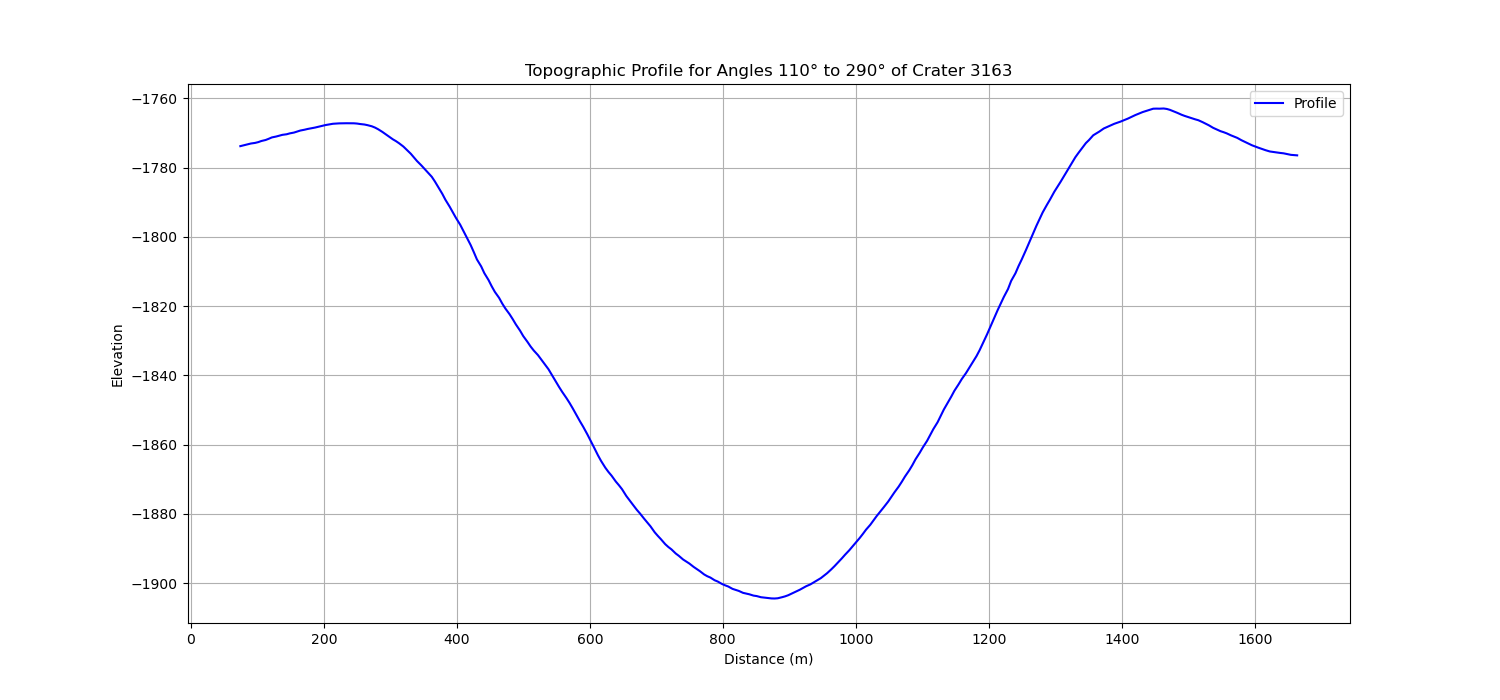 Topographic Profile for Angles 110° to 290° of Crater 3163
Profile
−1760
−1780
−1800
−1820
−1840
−1860
−1880
−1900
Elevation
0 200 400 600 800 1000 1200 1400 1600
Distance (m)